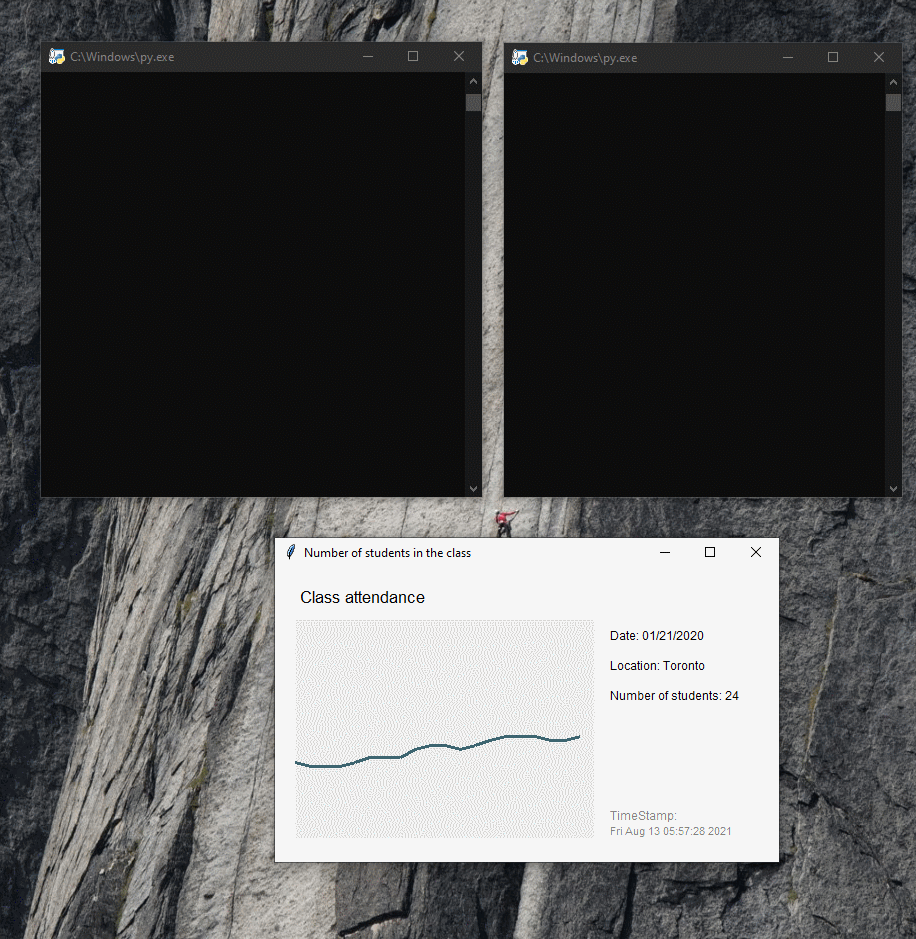 C:\Windows\py.exe
C:\Windows\py.exe
Number of students in the class
Class attendance
Date: 01/21/2020
Location: Toronto
Number of students: 24
TimeStamp:
Fri Aug 13 05:57:28 2021